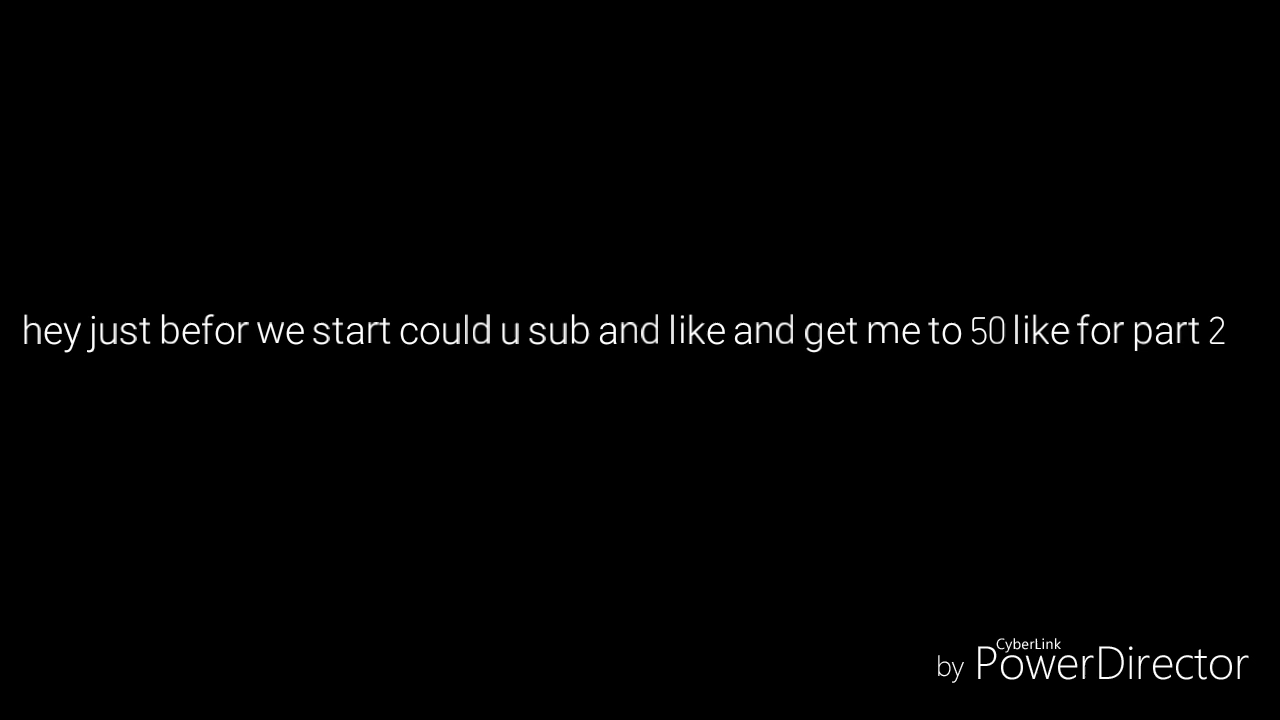 hey just befor we start could u sub and like and get me to 50 like for part 2
CyberLink
by PowerDirector